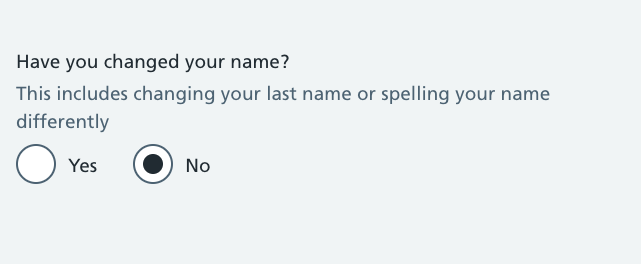 Have you changed your name?
This includes changing your last name or spelling your name
differently
Yes No